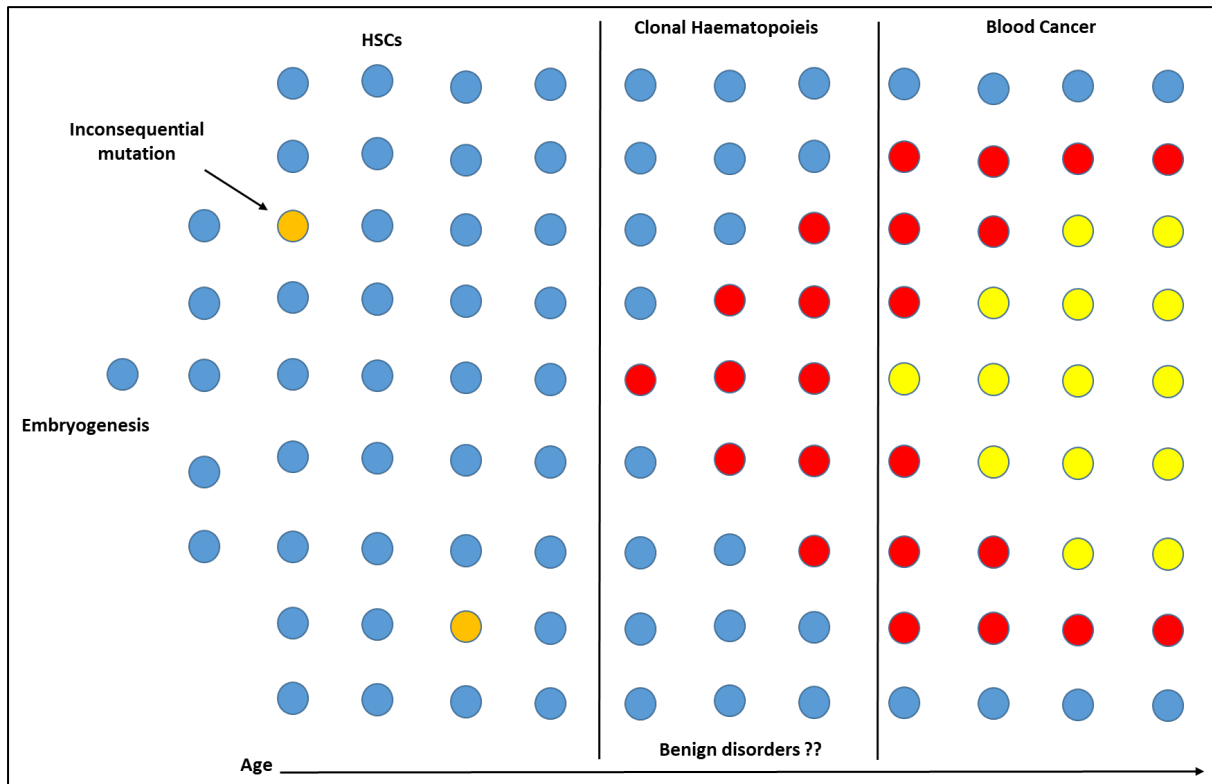 HSCs
Clonal Haematopoieis
Blood Cancer
Inconsequential
mutation
Embryogenesis
Benign disorders ??
Age